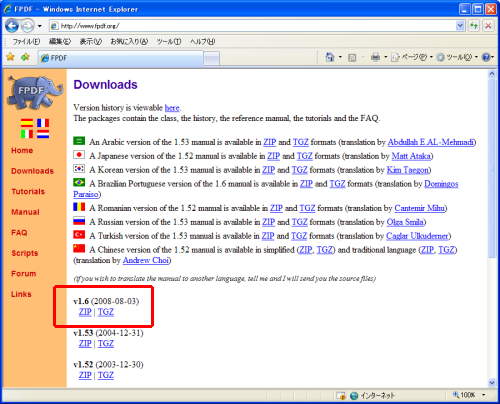 FPDF - Windows Internet Explorer
http://www.fpdf.org/
ファイル(F) 編集(E) 表示(V) お気に入り(A) ツール(T) ヘルプ(H)
FPDF
ページ(P) ツール(O)
FPDF
Home
Downloads
Tutorials
Manual
FAQ
Scripts
Forum
Links
Downloads
Version history is viewable here.
The packages contain the class, the history, the reference manual, the tutorials and the FAQ.
An Arabic version of the 1.53 manual is available in ZIP and TGZ formats (translation by Abdullah E.AL-Mehmadi)
A Japanese version of the 1.52 manual is available in ZIP and TGZ formats (translation by Matt Ataka)
A Korean version of the 1.53 manual is available in ZIP and TGZ formats (translation by Kim Taegon)
A Brazilian Portuguese version of the 1.6 manual is available in ZIP and TGZ formats (translation by Domingos
Paraiso)
A Romanian version of the 1.52 manual is available in ZIP and TGZ formats (translation by Cantemir Mihu)
A Russian version of the 1.53 manual is available in ZIP and TGZ formats (translation by Olga Smila)
A Turkish version of the 1.53 manual is available in ZIP and TGZ formats (translation by Caglar Ulkuderner)
A Chinese version of the 1.52 manual is available in simplified (ZIP, TGZ) and traditional language (ZIP, TGZ)
(translation by Andrew Choi)
(If you wish to translate the manual to another language, tell me and I will send you the source files)
v1.6 (2008-08-03)
ZIP | TGZ
v1.53 (2004-12-31)
ZIP | TGZ
v1.52 (2003-12-30)
ZIP | TGZ
インターネット 100%